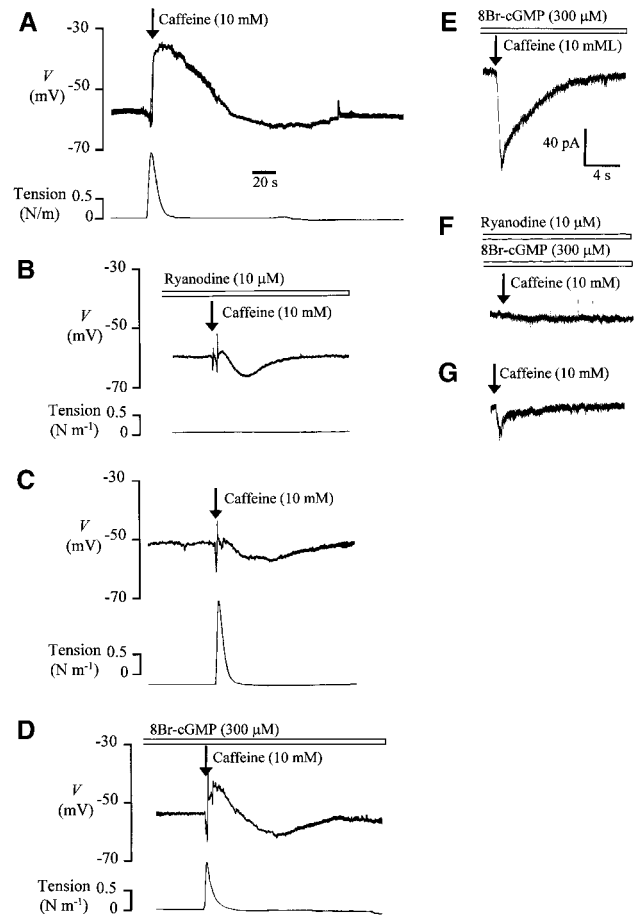 A
Caffeine (10 mM)
-30
V
(mV)
-50
-70
20 s
Tension
(N/m)
0.5
0
B
-30
Ryanodine (10 μM)
Caffeine (10 mM)
V
(mV)
-50
-70
Tension
(N m-1)
0.5
0
C
-30
Caffeine (10 mM)
V
(mV)
-50
-70
Tension
(N m-1)
0.5
0
D
8Br-cGMP (300 μM)
-30
Caffeine (10 mM)
V
(mV)
-50
-70
Tension
(N m-1)
0.5
0
E
8Br-cGMP (300 μM)
Caffeine (10 mML)
40 pA
4 s
F
Ryanodine (10 μM)
8Br-cGMP (300 μM)
Caffeine (10 mM)
G
Caffeine (10 mM)